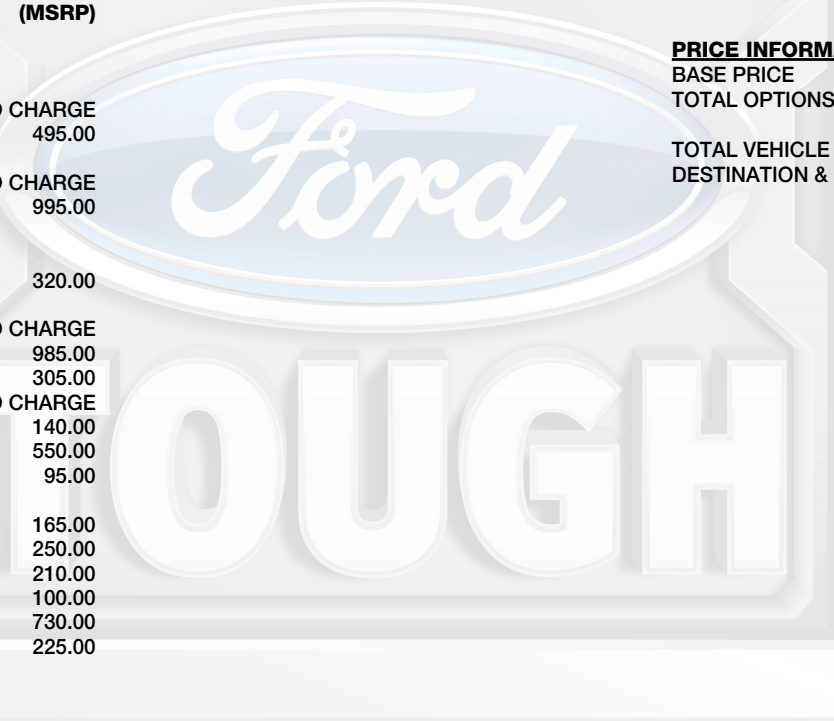 (MSRP)
CHARGE
495.00
CHARGE
995.00
320.00
CHARGE
985.00
305.00
CHARGE
140.00
550.00
95.00
165.00
250.00
210.00
100.00
730.00
225.00
PRICE INFORM
BASE PRICE
TOTAL OPTIONS
TOTAL VEHICLE
DESTINATION &
Ford
TOUGH